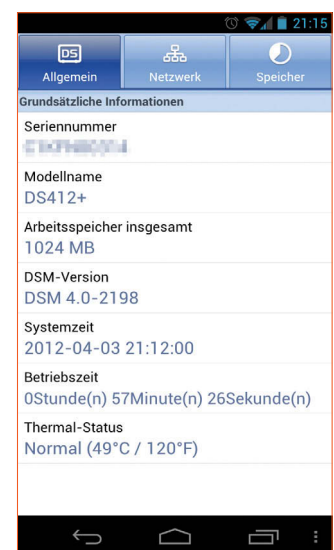 21:15
DS
Allgemein
Netzwerk
Speicher
Grundsätzliche Informationen
Seriennummer
Modellname
DS412+
Arbeitsspeicher insgesamt
1024 MB
DSM-Version
DSM 4.0-2198
Systemzeit
2012-04-03 21:12:00
Betriebszeit
0Stunde(n) 57Minute(n) 26Sekunde(n)
Thermal-Status
Normal (49°C / 120°F)